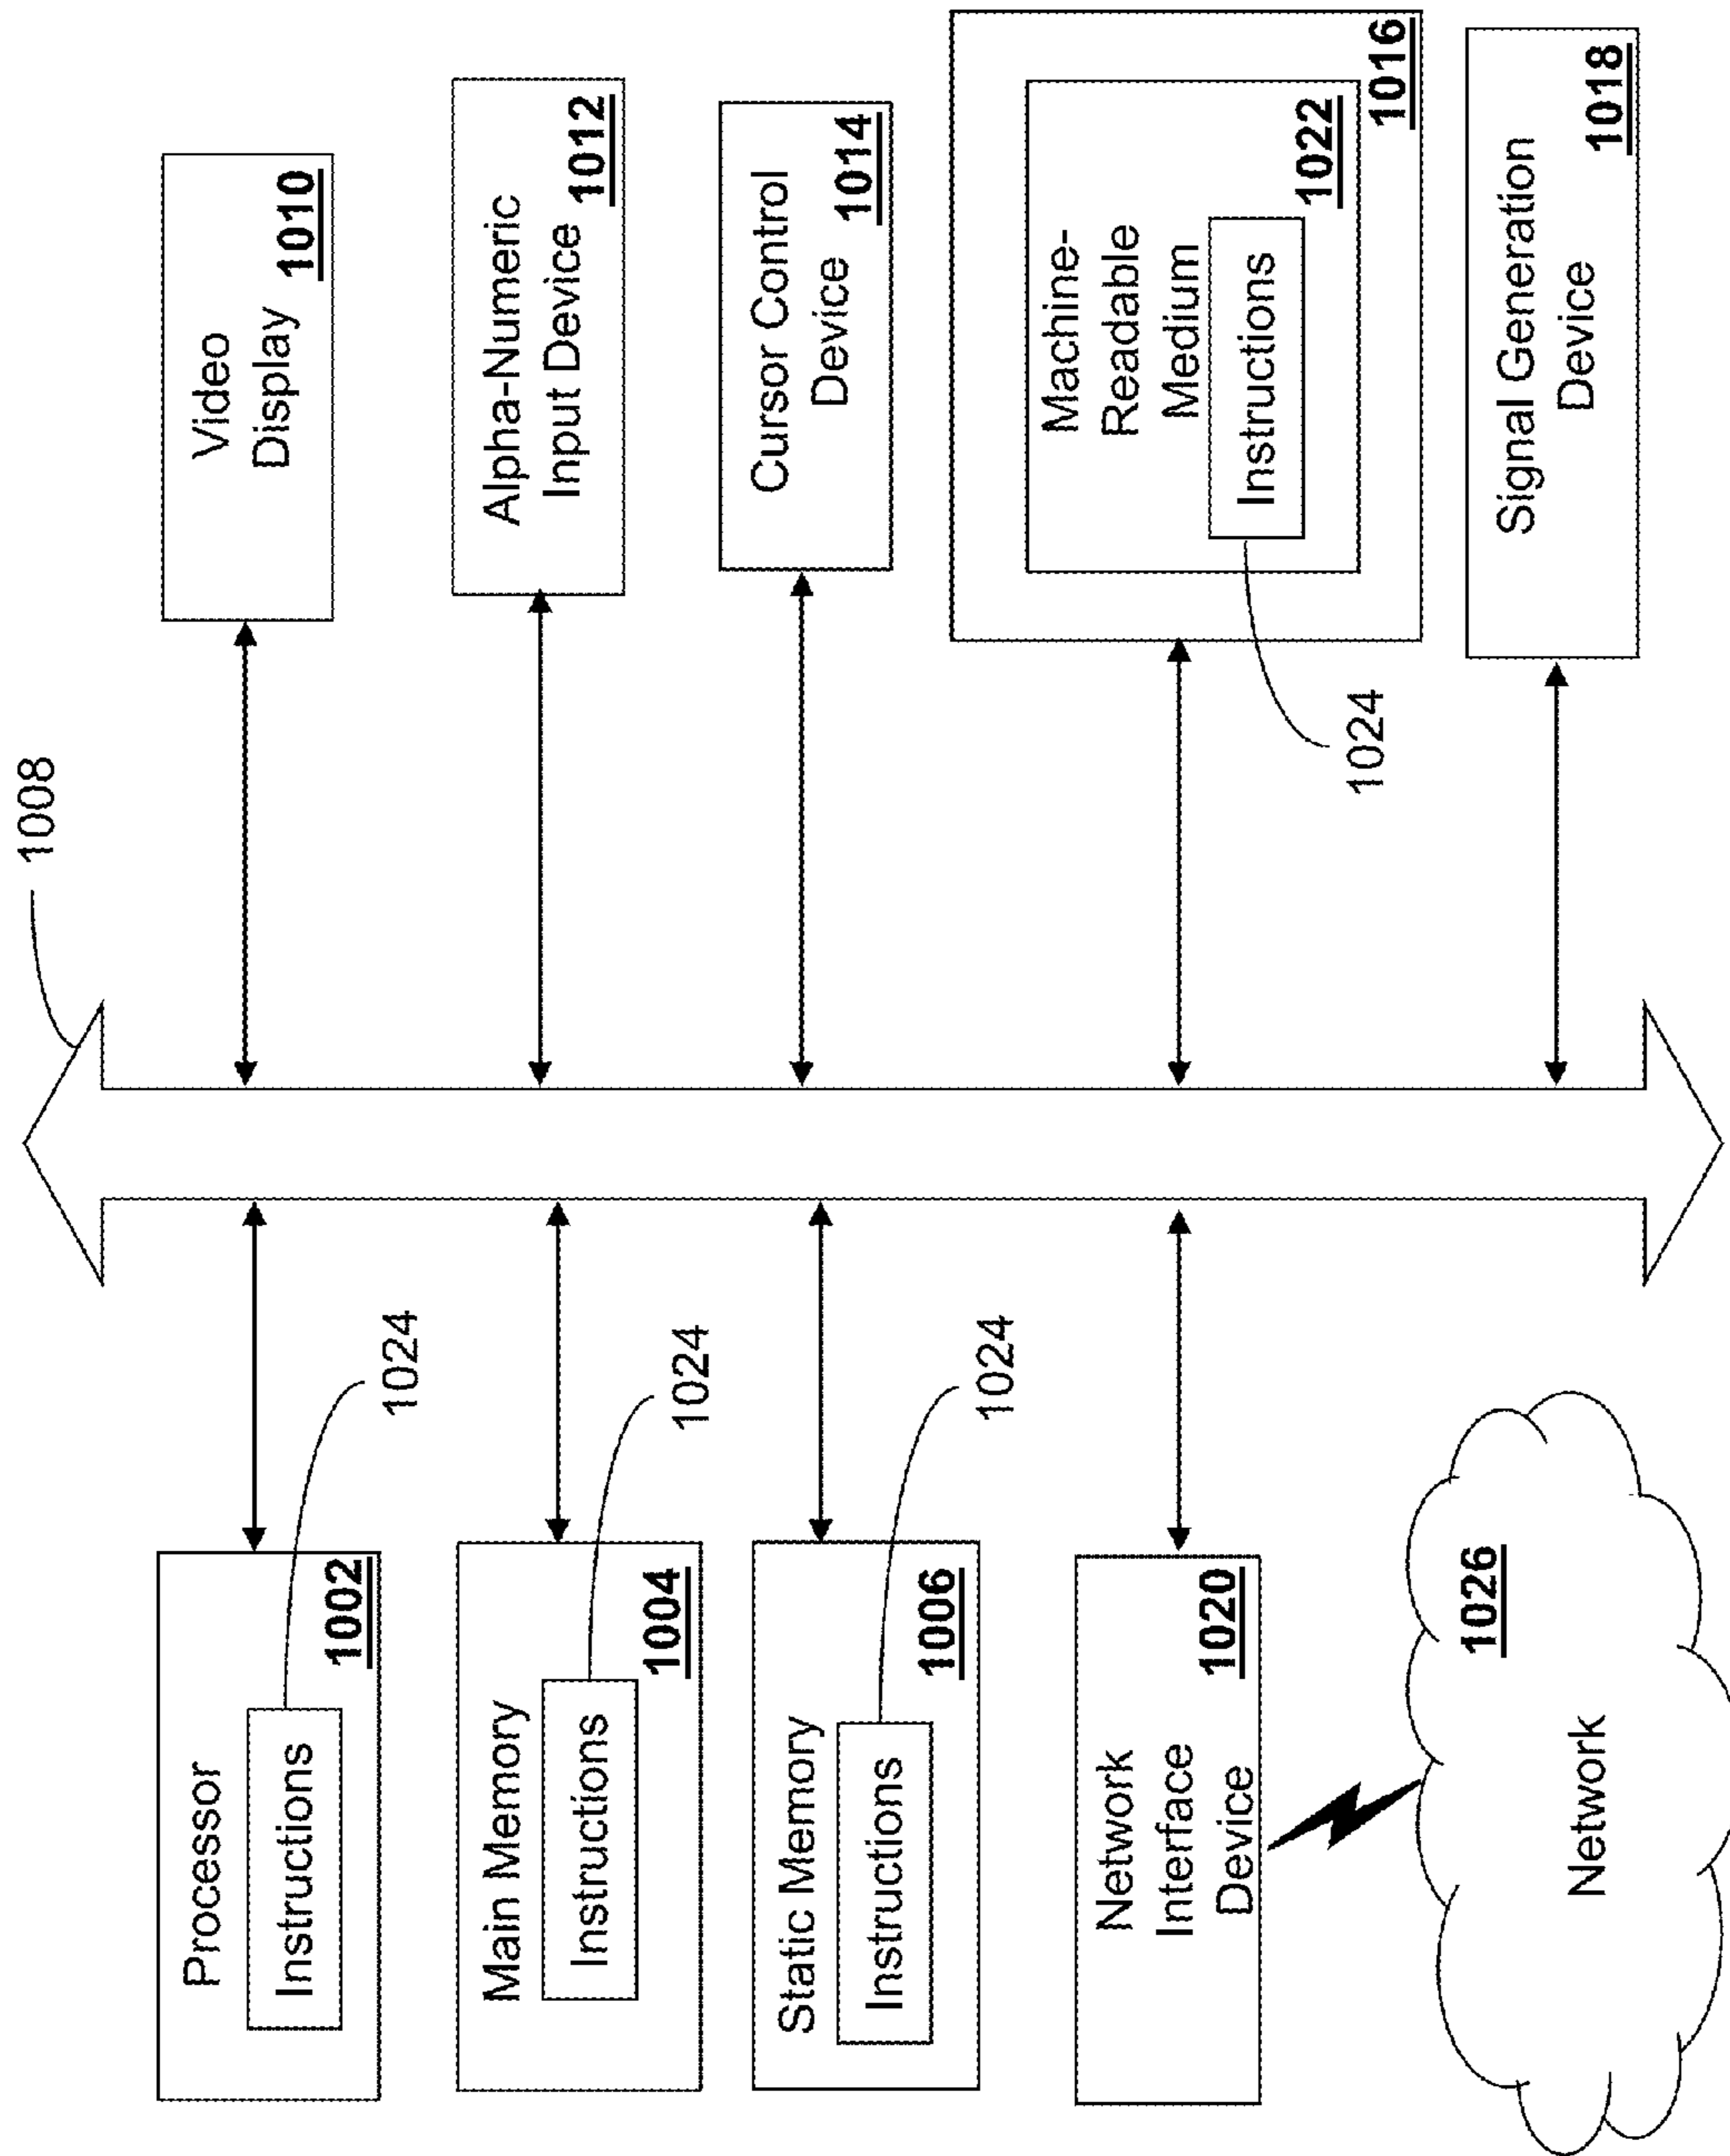 1008
Processor
Instructions
1002
1024
Main Memory
Instructions
1004
1024
Static Memory
Instructions
1006
1024
Network
Interface
Device
1020
1026
Network
Video
Display
1010
Alpha-Numeric
Input Device
1012
Cursor Control
Device
1014
Machine-
Readable
Medium
1022
Instructions
1016
1024
Signal Generation
Device
1018